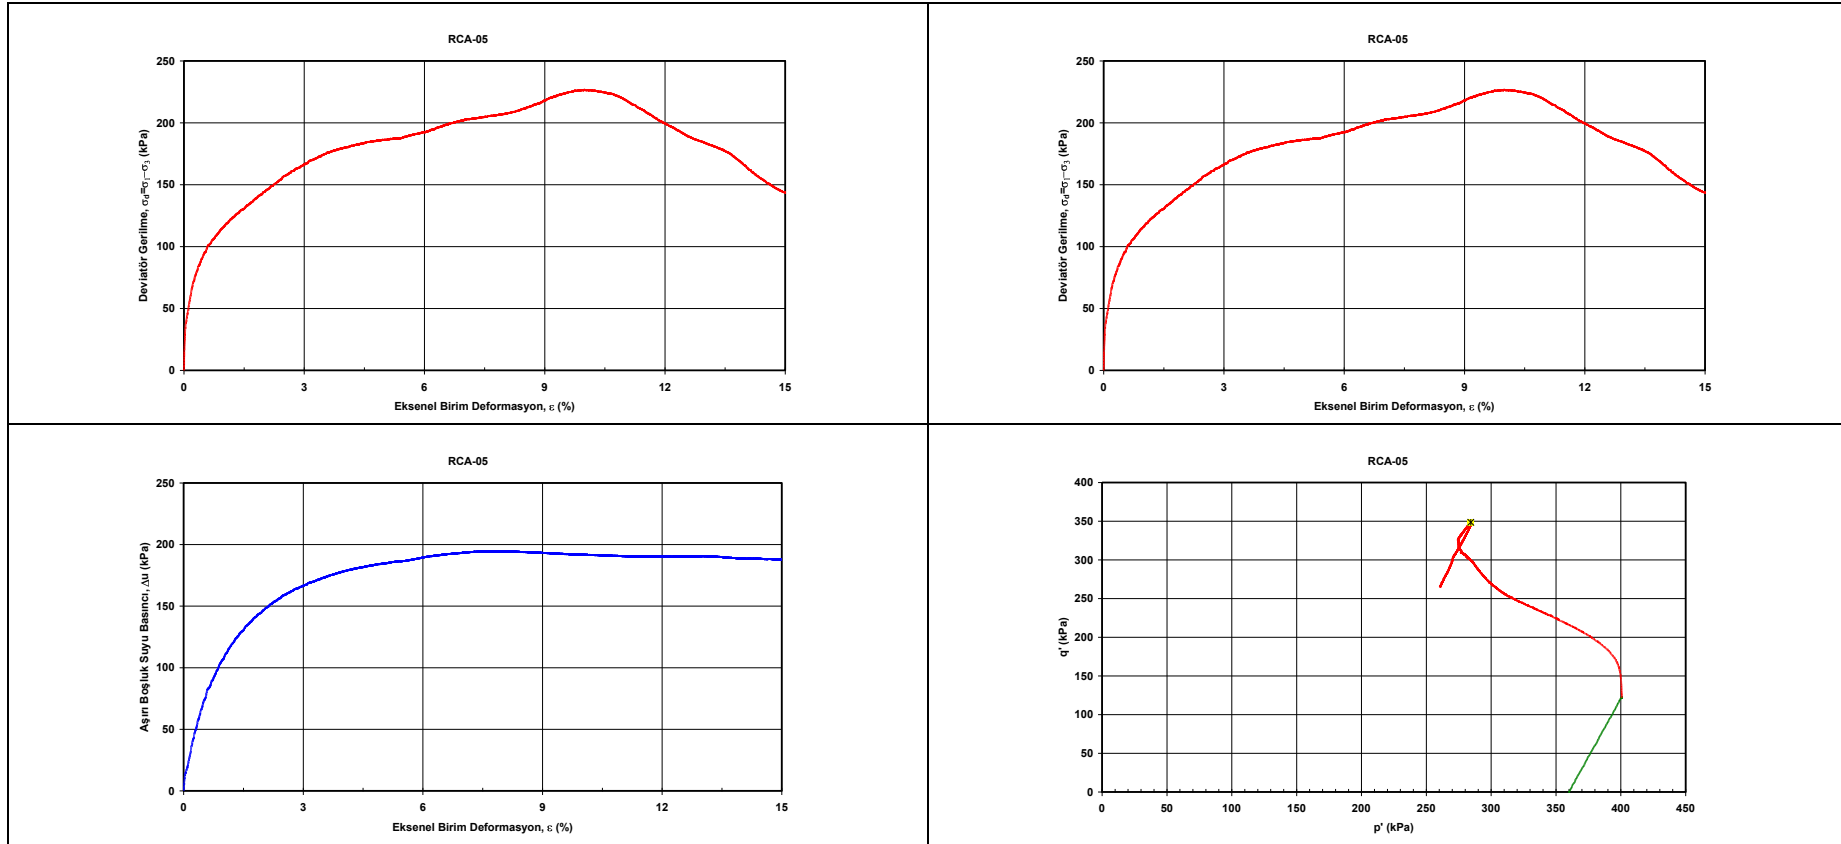 RCA-05
250
200
150
100
50
0
0 3 6 9 12 15
Deviatör Gerilme, σd=σ1−σ3 (kPa)
Eksenel Birim Deformasyon, ε (%)
RCA-05
250
200
150
100
50
0
0 3 6 9 12 15
Deviatör Gerilme, σd=σ1−σ3 (kPa)
Eksenel Birim Deformasyon, ε (%)
RCA-05
250
200
150
100
50
0
0 3 6 9 12 15
Aşırı Boşluk Suyu Basıncı, Δu (kPa)
Eksenel Birim Deformasyon, ε (%)
RCA-05
400
350
300
250
200
150
100
50
0
0 50 100 150 200 250 300 350 400 450
q' (kPa)
p' (kPa)